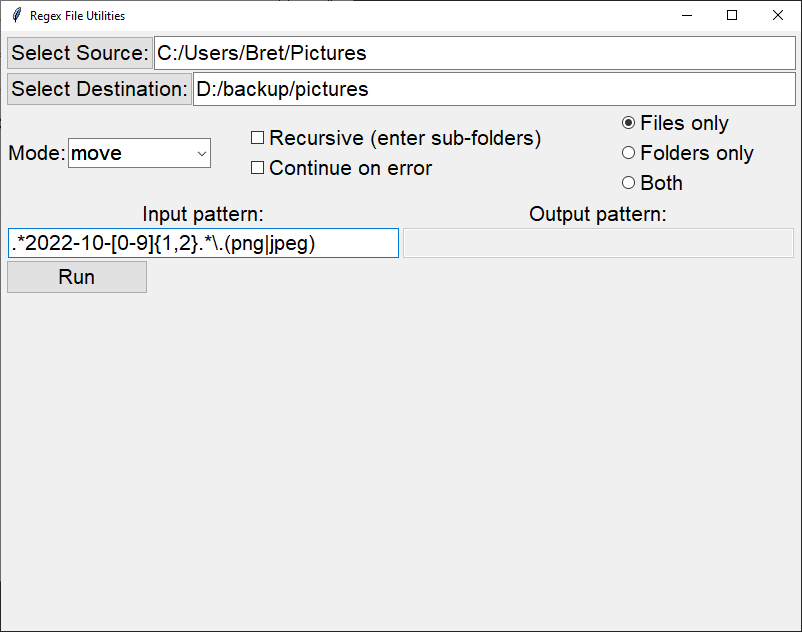 Regex File Utilities
Select Source: C:/Users/Bret/Pictures
Select Destination: D:/backup/pictures
Mode: move
Recursive (enter sub-folders)
Continue on error
Files only
Folders only
Both
Input pattern:
Output pattern:
.*2022-10-[0-9]{1,2}.*\.(png|jpeg)
Run